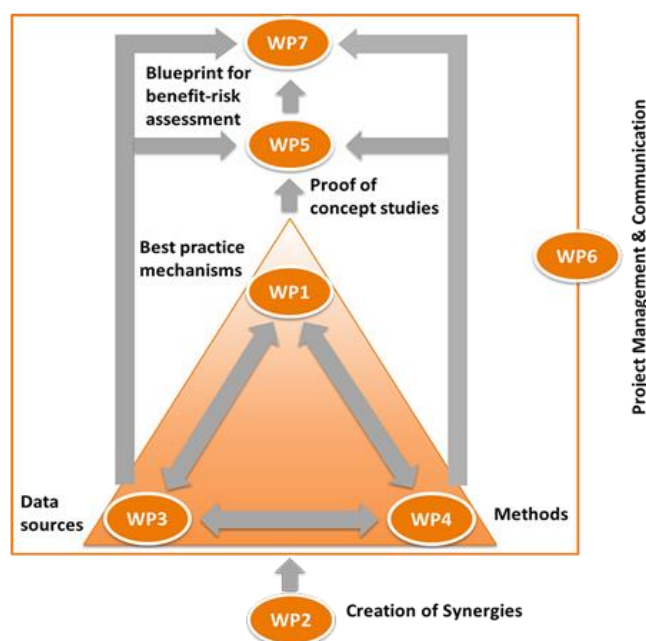 WP7
Blueprint for
benefit-risk
assessment
WP5
Proof of
concept studies
Best practice
mechanisms
WP1
WP6
Project Management & Communication
Data
sources
WP3
WP4
Methods
WP2
Creation of Synergies